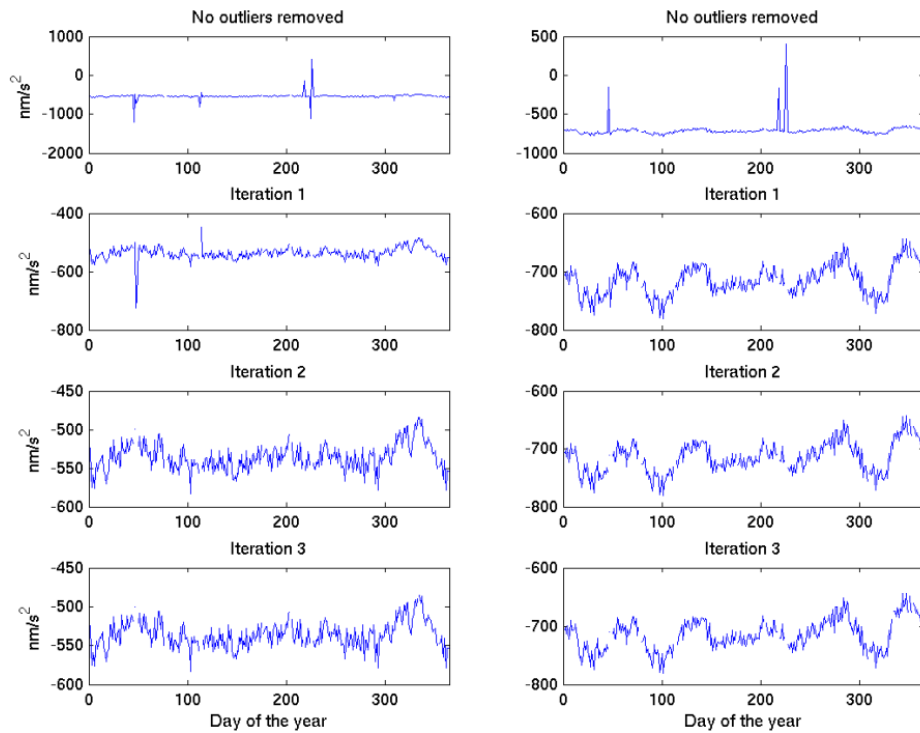 No outliers removed
nm/s²
1000
0
-1000
-2000
0 100 200 300
No outliers removed
500
0
-500
-1000
0 100 200 300
Iteration 1
nm/s²
-400
-600
-800
0 100 200 300
Iteration 1
-600
-700
-800
0 100 200 300
Iteration 2
nm/s²
-450
-500
-550
-600
0 100 200 300
Iteration 2
-600
-700
-800
0 100 200 300
Iteration 3
nm/s²
-450
-500
-550
-600
0 100 200 300
Day of the year
Iteration 3
-600
-700
-800
0 100 200 300
Day of the year